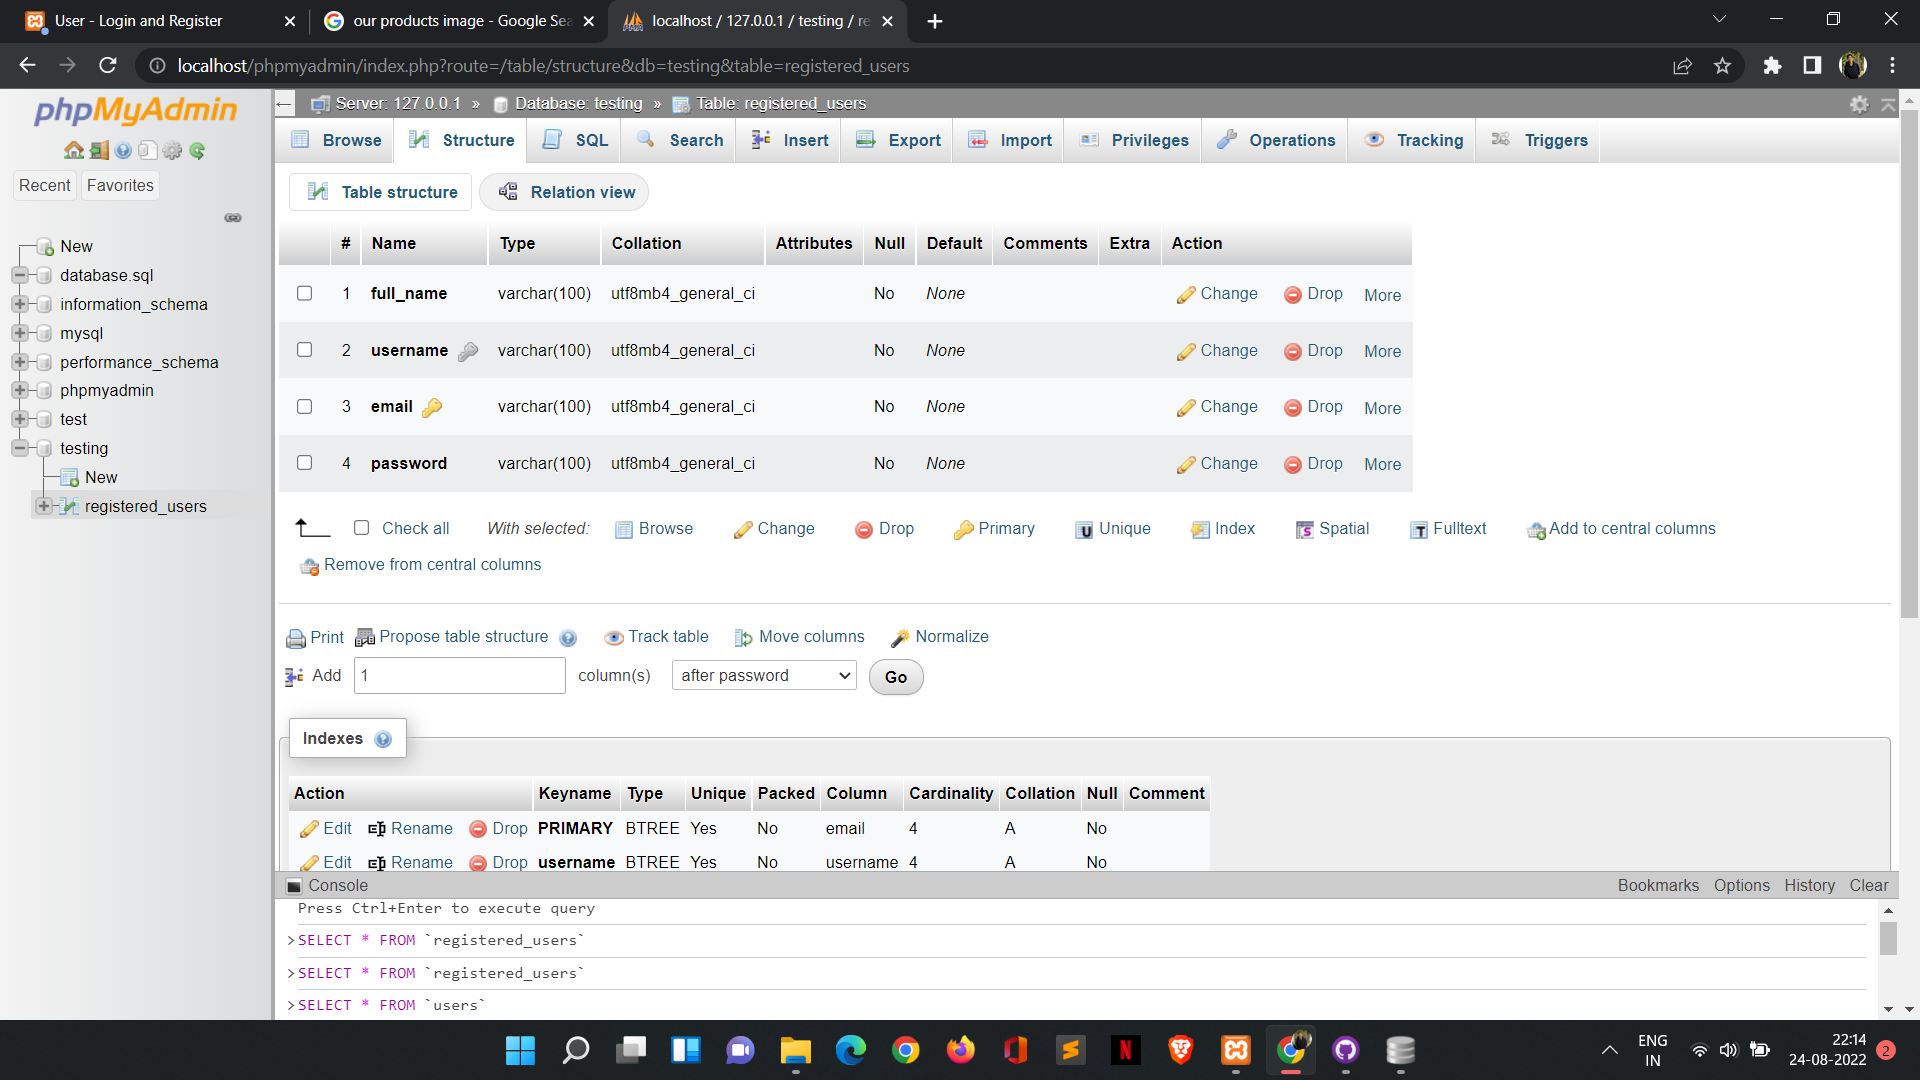 User - Login and Register
our products image - Google Sea
localhost / 127.0.0.1 / testing / re
localhost/phpmyadmin/index.php?route=/table/structure&db=testing&table=registered_users
phpMyAdmin
Recent Favorites
New
database.sql
information_schema
mysql
performance_schema
phpmyadmin
test
testing
New
registered_users
Server: 127.0.0.1 » Database: testing » Table: registered_users
Browse Structure SQL Search Insert Export Import Privileges Operations Tracking Triggers
Table structure Relation view
# Name Type Collation Attributes Null Default Comments Extra Action
1 full_name varchar(100) utf8mb4_general_ci No None Change Drop More
2 username varchar(100) utf8mb4_general_ci No None Change Drop More
3 email varchar(100) utf8mb4_general_ci No None Change Drop More
4 password varchar(100) utf8mb4_general_ci No None Change Drop More
Check all With selected: Browse Change Drop Primary Unique Index Spatial Fulltext Add to central columns
Remove from central columns
Print Propose table structure Track table Move columns Normalize
Add 1 column(s) after password Go
Indexes
Action Keyname Type Unique Packed Column Cardinality Collation Null Comment
Edit Rename Drop PRIMARY BTREE Yes No email 4 A No
Edit Rename Drop username BTREE Yes No username 4 A No
Console Bookmarks Options History Clear
Press Ctrl+Enter to execute query
>SELECT * FROM `registered_users`
>SELECT * FROM `registered_users`
>SELECT * FROM `users`
ENG
IN
22:14
24-08-2022
2